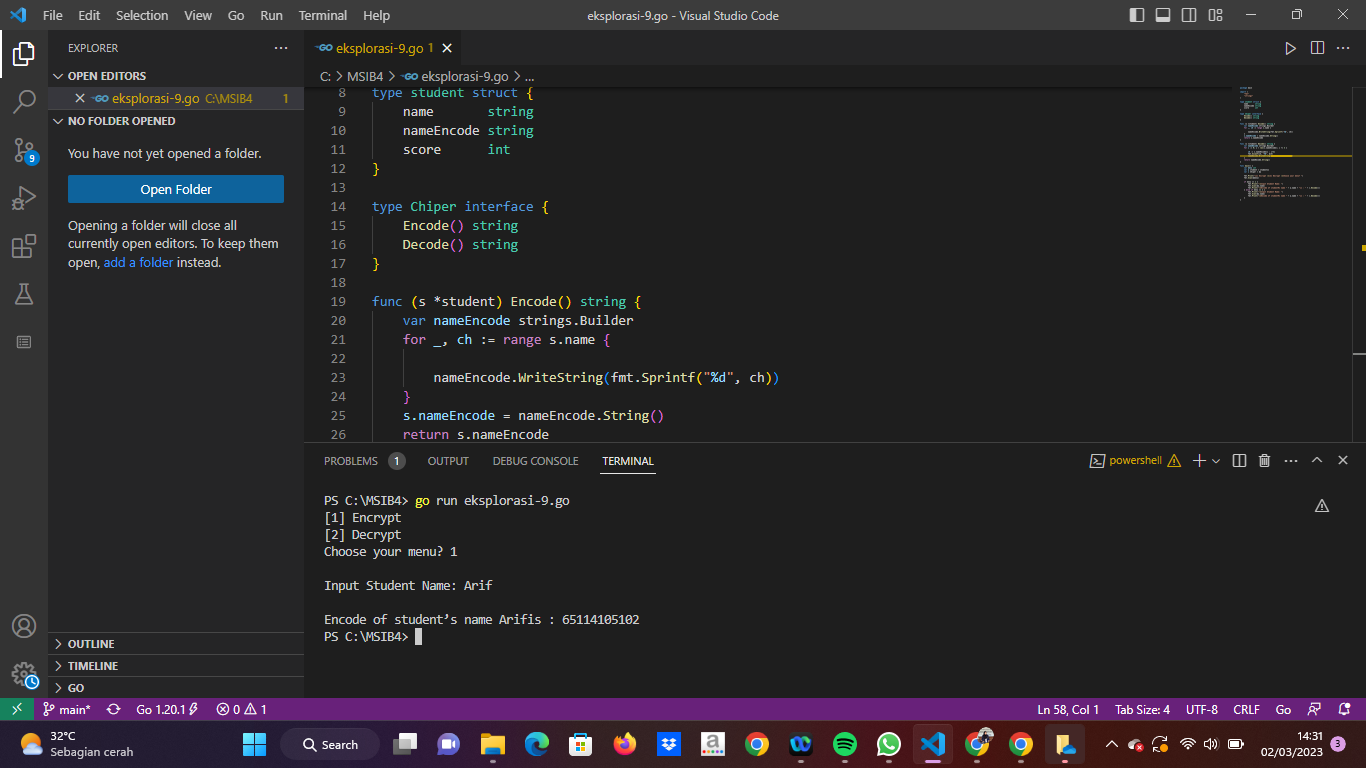 File Edit Selection View Go Run Terminal Help
eksplorasi-9.go - Visual Studio Code
EXPLORER
OPEN EDITORS
eksplorasi-9.go C:\MSIB4 1
NO FOLDER OPENED
You have not yet opened a folder.
Open Folder
Opening a folder will close all
currently open editors. To keep them
open, add a folder instead.
OUTLINE
TIMELINE
GO
9
GO eksplorasi-9.go 1
C: > MSIB4 > GO eksplorasi-9.go > ...
8 type student struct {
9 name string
10 nameEncode string
11 score int
12 }
13
14 type Chiper interface {
15 Encode() string
16 Decode() string
17 }
18
19 func (s *student) Encode() string {
20 var nameEncode strings.Builder
21 for _, ch := range s.name {
22
23 nameEncode.WriteString(fmt.Sprintf("%d", ch))
24 }
25 s.nameEncode = nameEncode.String()
26 return s.nameEncode
PROBLEMS 1 OUTPUT DEBUG CONSOLE TERMINAL
powershell
PS C:\MSIB4> go run eksplorasi-9.go
[1] Encrypt
[2] Decrypt
Choose your menu? 1
Input Student Name: Arif
Encode of student’s name Arifis : 65114105102
PS C:\MSIB4>
main* Go 1.20.1 0 1
Ln 58, Col 1 Tab Size: 4 UTF-8 CRLF Go
32°C
Sebagian cerah
Search
14:31
02/03/2023
3